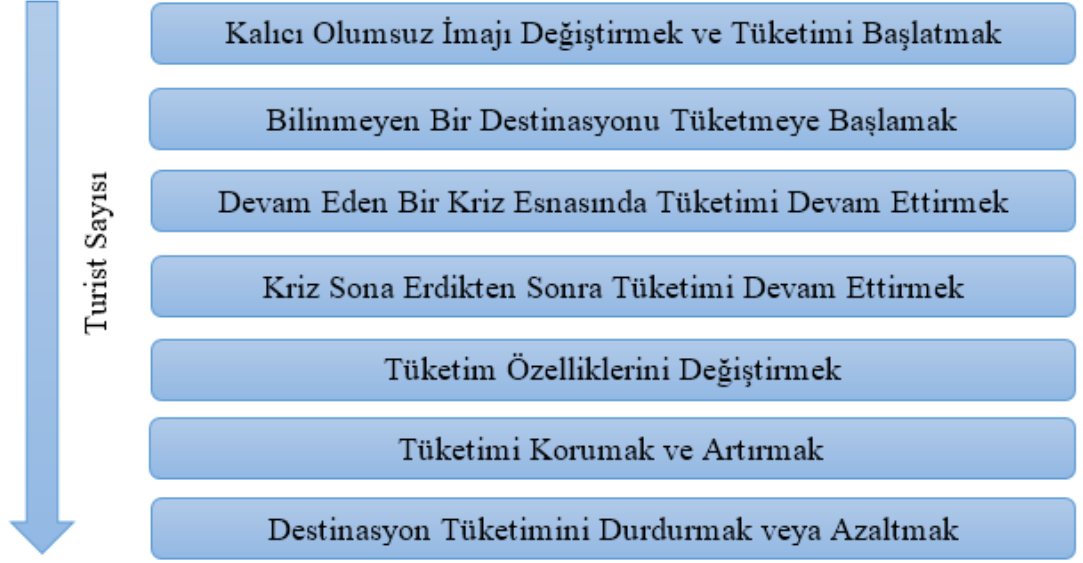 Kalıcı Olumsuz İmajı Değiştirmek ve Tüketimi Başlatmak
Bilinmeyen Bir Destinasyonu Tüketmeye Başlamak
Devam Eden Bir Kriz Esnasında Tüketimi Devam Ettirmek
Kriz Sona Erdikten Sonra Tüketimi Devam Ettirmek
Tüketim Özelliklerini Değiştirmek
Tüketimi Korumak ve Artırmak
Destinasyon Tüketimini Durdurmak veya Azaltmak
Turist Sayısı